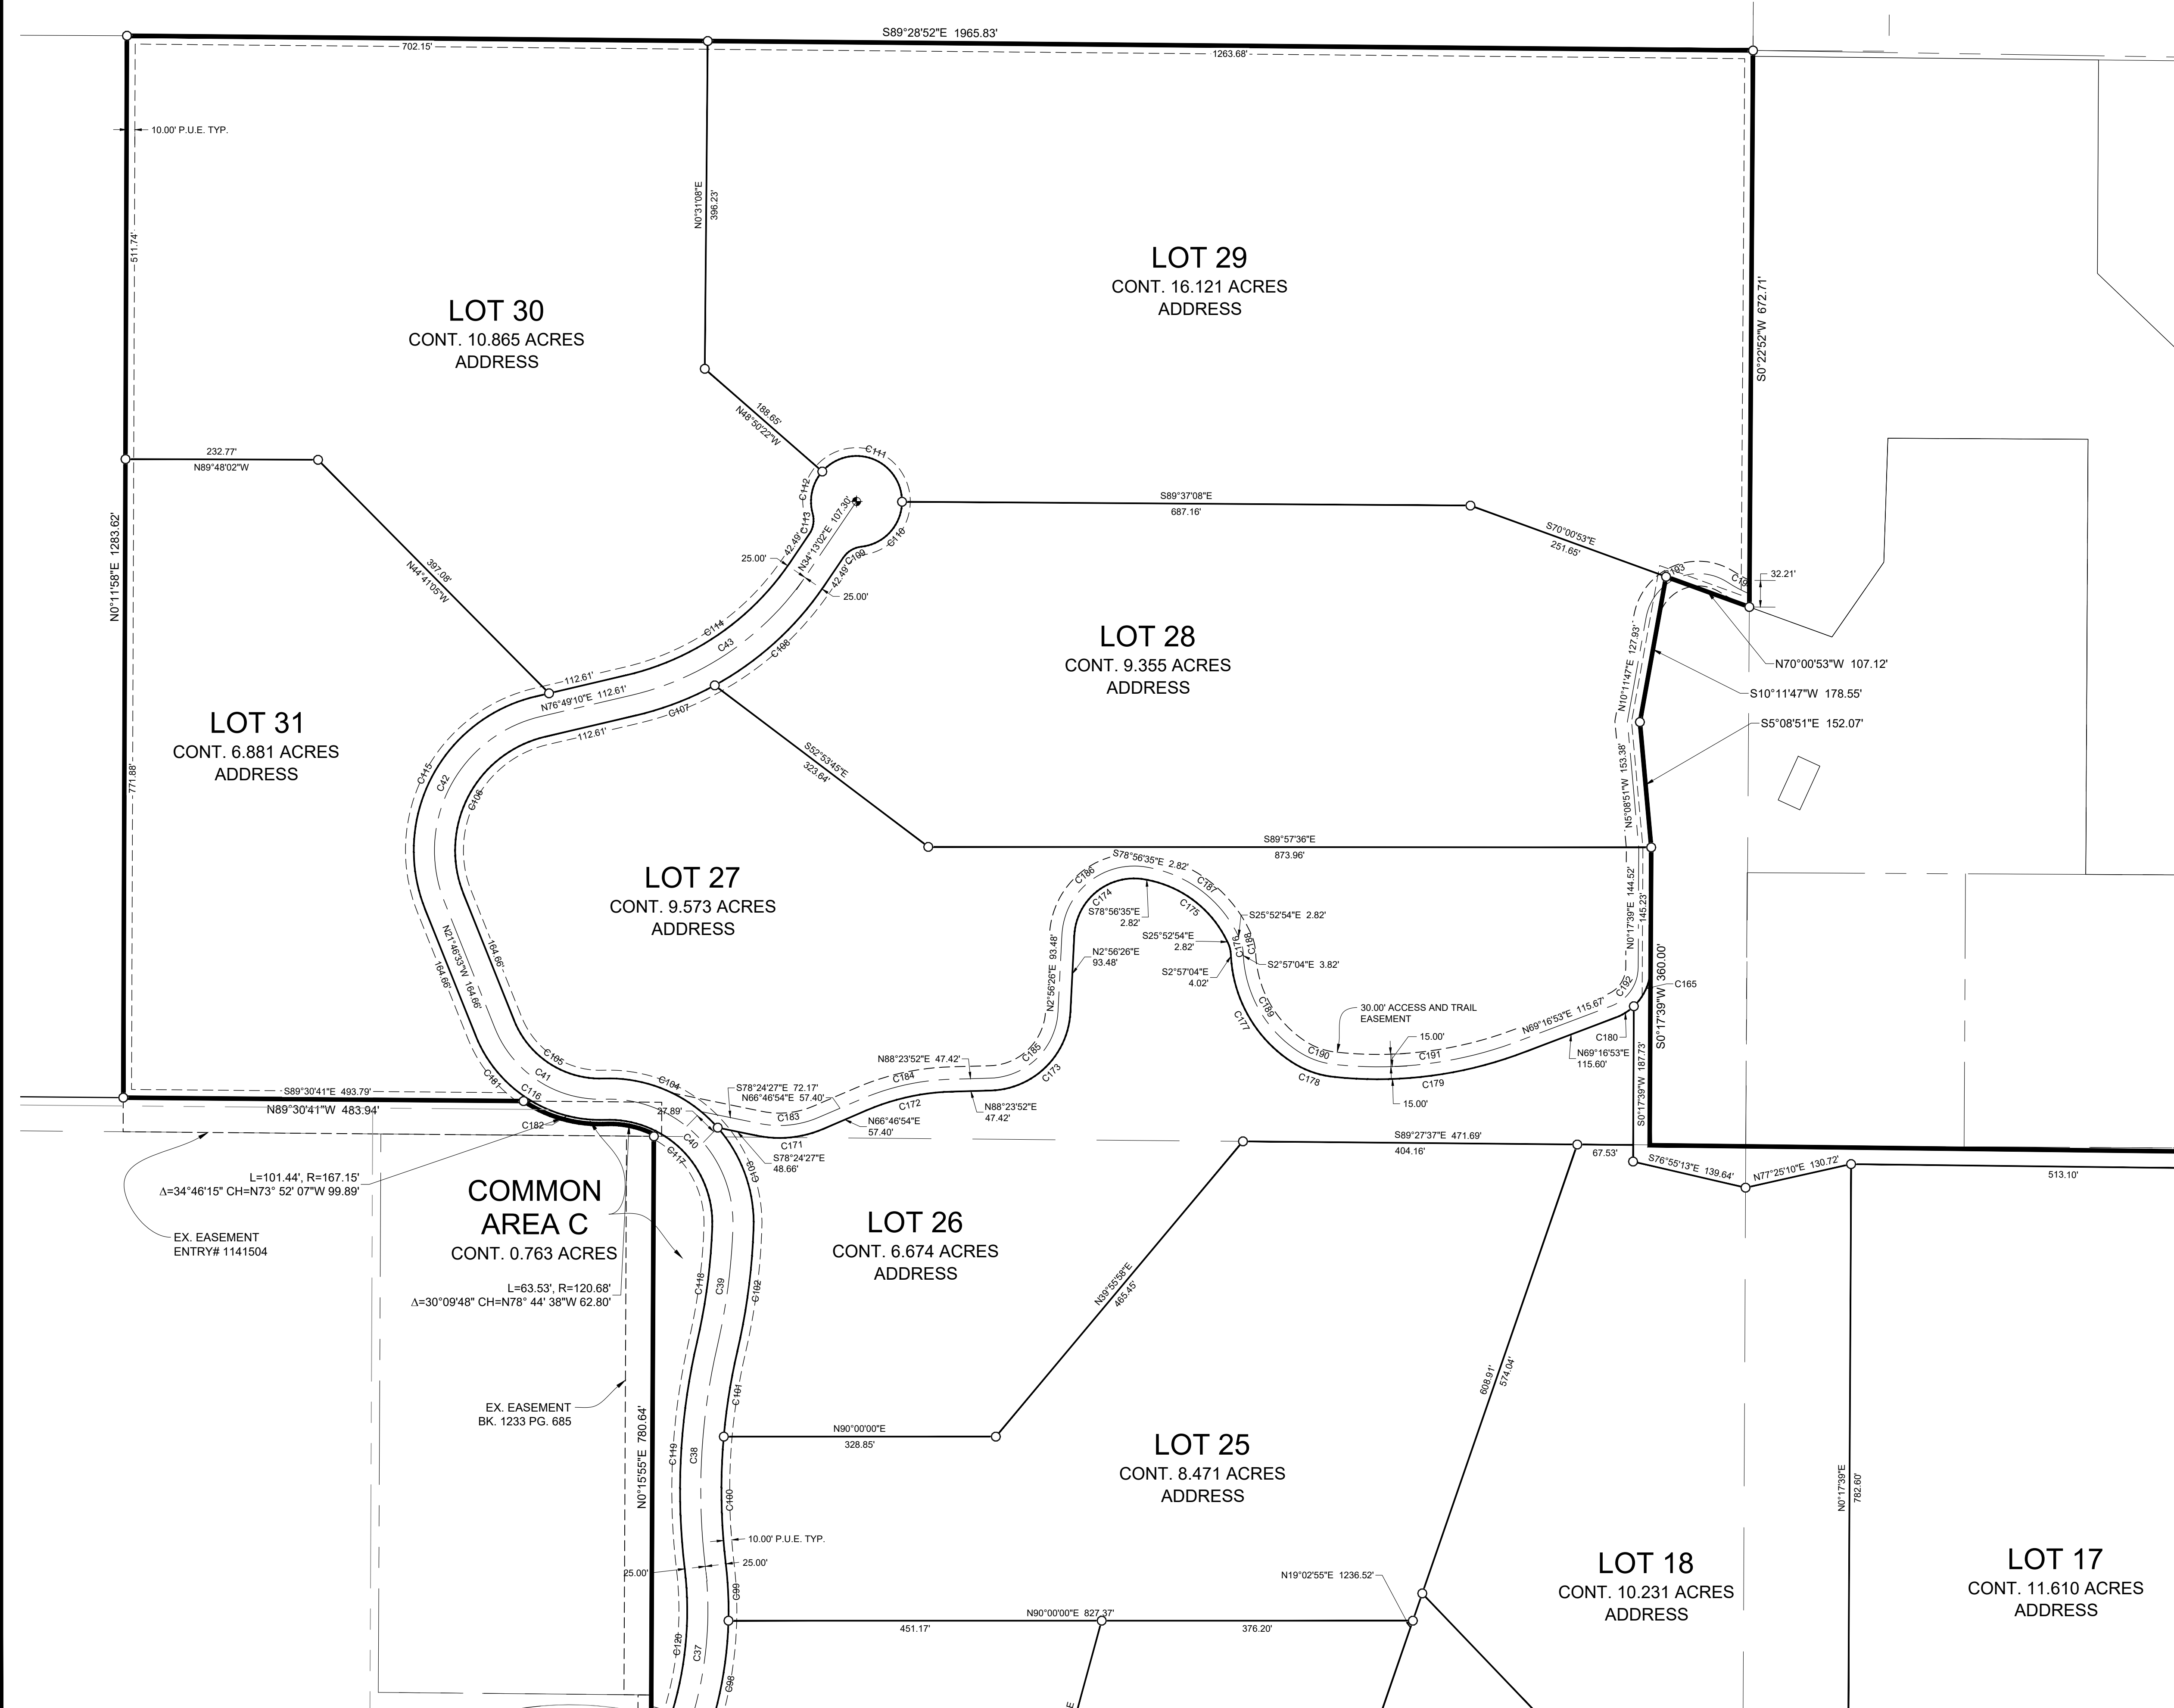 S89°28'52"E  1965.83'
702.15'
1263.68'
10.00' P.U.E. TYP.
N0°31'08"E
396.23'
511.74'
LOT 29
CONT. 16.121 ACRES
ADDRESS
LOT 30
CONT. 10.865 ACRES
ADDRESS
S0°22'52"W  672.71'
188.65'
N48°50'22"W
232.77'
N89°48'02"W
C111
C112
C113
C110
C109
N34°13'02"E  107.30'
42.49'
42.49'
25.00'
25.00'
S89°37'08"E
687.16'
S70°00'53"E
251.65'
C193
32.21'
N0°11'58"E  1283.62'
397.08'
N44°41'05"W
C114
C43
C108
LOT 28
CONT. 9.355 ACRES
ADDRESS
N10°11'47"E  127.93'
N70°00'53"W  107.12'
S10°11'47"W  178.55'
S5°08'51"E  152.07'
112.61'
N76°49'10"E  112.61'
112.61'
C107
LOT 31
CONT. 6.881 ACRES
ADDRESS
771.88'
C115
C42
C106
S52°53'45"E
323.64'
N5°08'51"W  153.38'
S89°57'36"E
873.96'
LOT 27
CONT. 9.573 ACRES
ADDRESS
S78°56'35"E  2.82'
C186
C187
C174
C175
S78°56'35"E
2.82'
S25°52'54"E  2.82'
S25°52'54"E
2.82'
C176
C188
S2°57'04"E  3.82'
S2°57'04"E
4.02'
N2°56'26"E  93.48'
N2°56'26"E
93.48'
N0°17'39"E  144.52'
145.23'
N21°46'33"W  164.66'
164.66'
164.66'
C192
C165
S0°17'39"W  360.00'
30.00' ACCESS AND TRAIL
EASEMENT
C189
C177
C190
C178
15.00'
C191
C179
15.00'
N69°16'53"E  115.67'
C180
N69°16'53"E
115.60'
S0°17'39"W  187.73'
C105
C41
C104
C181
C116
S89°30'41"E  493.79'
N89°30'41"W  483.94'
C182
27.89'
C40
C117
S78°24'27"E  72.17'
N66°46'54"E  57.40'
C183
C184
C185
C171
C172
C173
N88°23'52"E  47.42'
N88°23'52"E
47.42'
N66°46'54"E
57.40'
S78°24'27"E
48.66'
C103
S89°27'37"E  471.69'
404.16'
67.53'
S76°55'13"E  139.64'
N77°25'10"E  130.72'
513.10'
L=101.44', R=167.15'
Δ=34°46'15" CH=N73° 52' 07"W 99.89'
EX. EASEMENT
ENTRY# 1141504
COMMON
AREA C
CONT. 0.763 ACRES
L=63.53', R=120.68'
Δ=30°09'48" CH=N78° 44' 38"W 62.80'
LOT 26
CONT. 6.674 ACRES
ADDRESS
C118
C39
C102
N39°55'58"E
465.45'
608.91'
574.04'
EX. EASEMENT
BK. 1233 PG. 685
N0°15'55"E  780.64'
C101
N90°00'00"E
328.85'
C119
C38
C100
LOT 25
CONT. 8.471 ACRES
ADDRESS
N0°17'39"E
782.60'
10.00' P.U.E. TYP.
25.00'
25.00'
C99
N19°02'55"E  1236.52'
LOT 18
CONT. 10.231 ACRES
ADDRESS
LOT 17
CONT. 11.610 ACRES
ADDRESS
N90°00'00"E  827.37'
451.17'
376.20'
C120
C37
C98